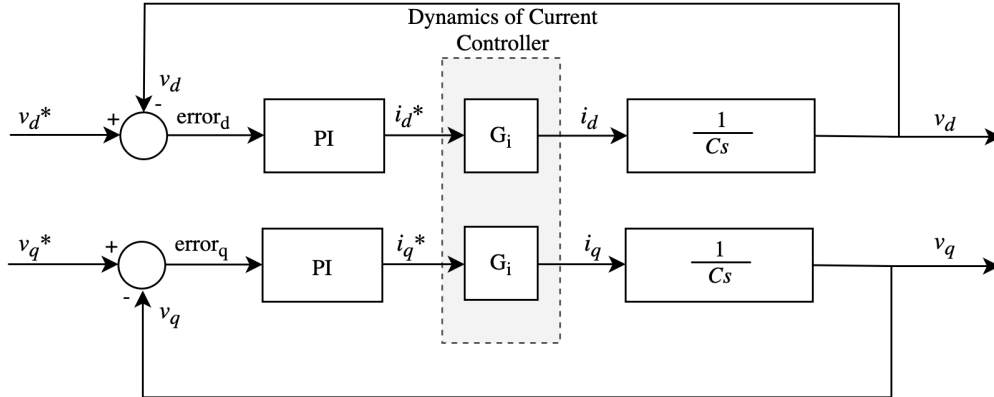 Dynamics of Current
Controller
v_d
-
v_d*
+
error_d
PI
i_d*
G_i
i_d
1
Cs
v_d
v_q*
+
error_q
PI
i_q*
G_i
i_q
1
Cs
v_q
-
v_q